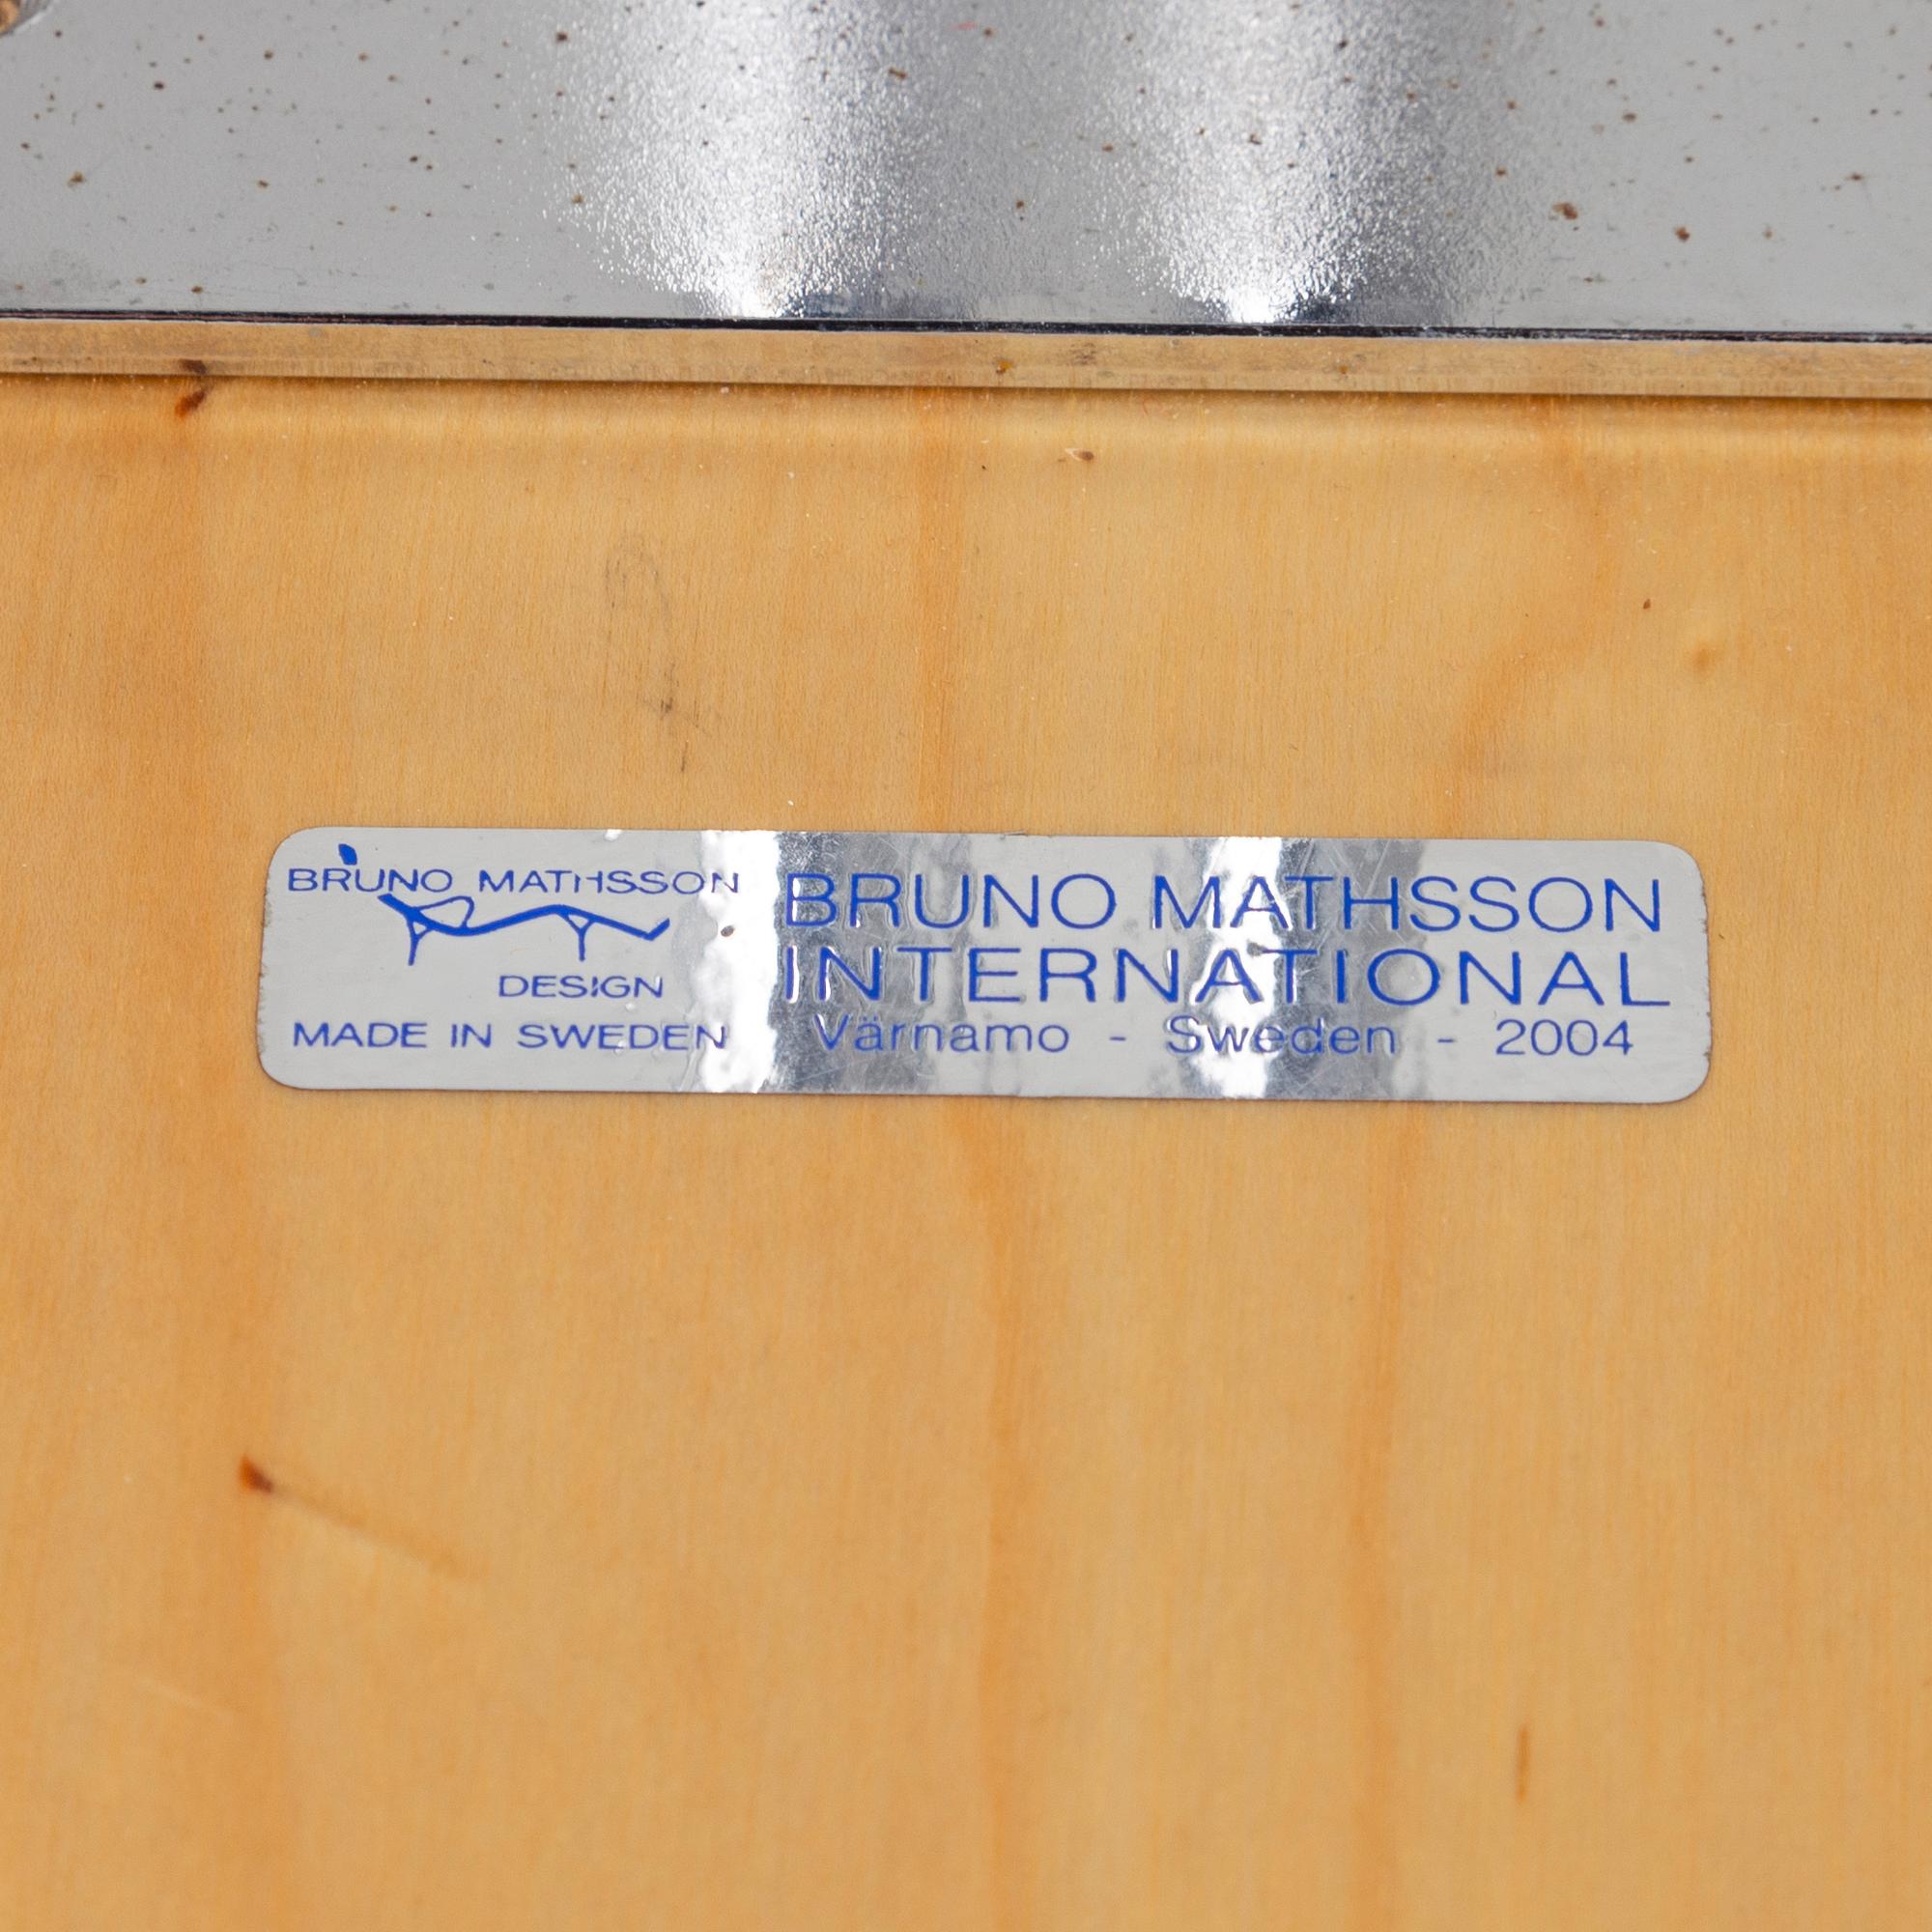 BRUNO MATHSSON
DESIGN
MADE IN SWEDEN
BRUNO MATHSSON
INTERNATIONAL
Värnamo - Sweden - 2004